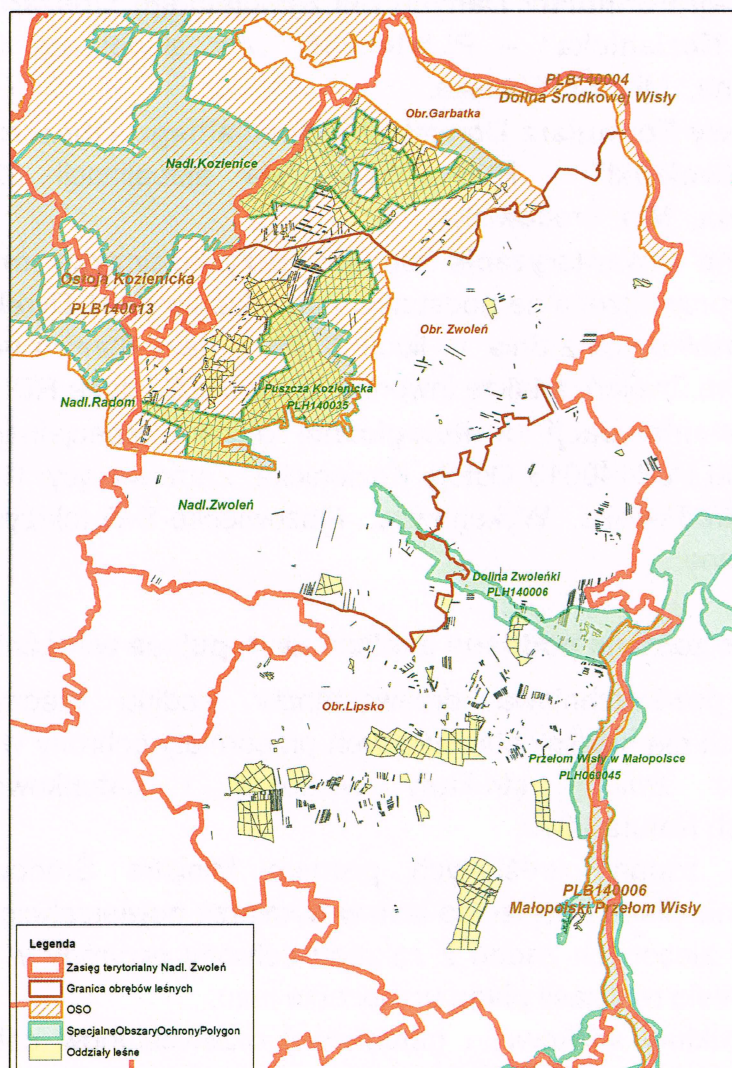 PLB140004
Dolina Środkowej Wisły
Obr.Garbatka
Nadl.Kozienice
Ostoja Kozienicka
PLB140013
Obr. Zwoleń
Puszcza Kozienicka
PLH140035
Nadl.Radom
Nadl.Zwoleń
Dolina Zwoleńki
PLH140006
Obr.Lipsko
Przełom Wisły w Małopolsce
PLH060045
PLB140006
Małopolski Przełom Wisły
Legenda
Zasięg terytorialny Nadl. Zwoleń
Granica obrębów leśnych
OSO
SpecjalneObszaryOchronyPolygon
Oddziały leśne